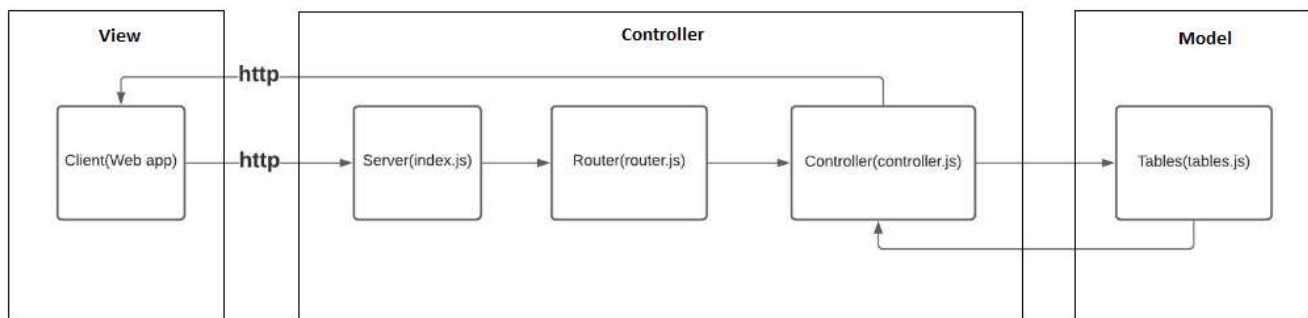 View
Controller
Model
http
Client(Web app)
http
Server(index.js)
Router(router.js)
Controller(controller.js)
Tables(tables.js)